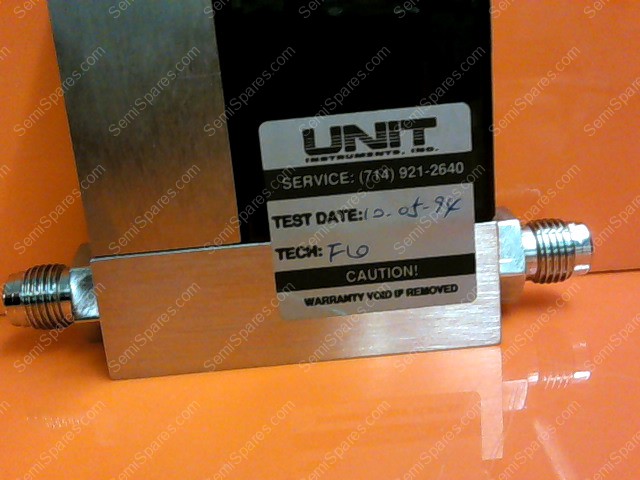 UNIT
INSTRUMENTS, INC.
SERVICE: (714) 921-2640
TEST DATE: 10-05-94
TECH: F60
CAUTION!
WARRANTY VOID IF REMOVED
SemiSpares.com